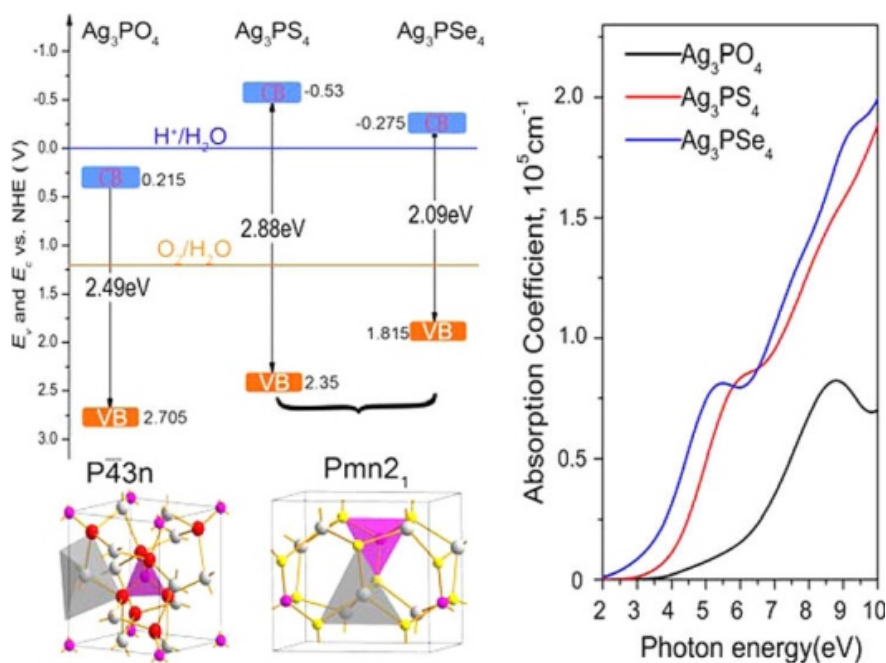 Ag₃PO₄ Ag₃PS₄ Ag₃PSe₄
-1.0
-0.5
0.0
0.5
1.0
1.5
2.0
2.5
3.0
E_v and E_c vs. NHE ( V )
CB -0.53
-0.275 CB
H⁺/H₂O
CB 0.215
2.88eV
2.09eV
O₂/H₂O
2.49eV
1.815 VB
VB 2.35
VB 2.705
P4̅3n
Pmn2₁
Ag₃PO₄
Ag₃PS₄
Ag₃PSe₄
Absorption Coefficient, 10⁵cm⁻¹
2.0
1.5
1.0
0.5
0
2 3 4 5 6 7 8 9 10
Photon energy(eV)